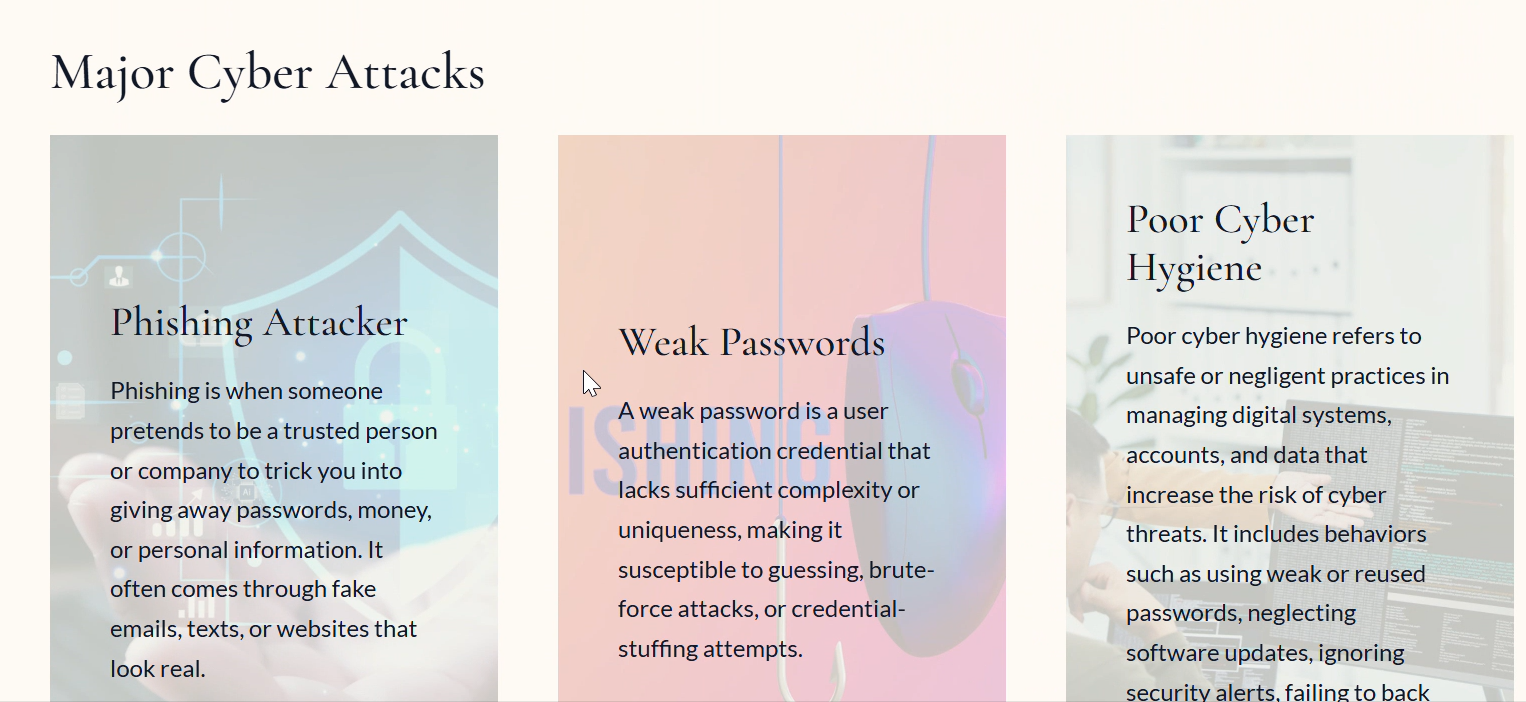 Major Cyber Attacks
Phishing Attacker
Phishing is when someone
pretends to be a trusted person
or company to trick you into
giving away passwords, money,
or personal information. It
often comes through fake
emails, texts, or websites that
look real.
Weak Passwords
A weak password is a user
authentication credential that
lacks sufficient complexity or
uniqueness, making it
susceptible to guessing, brute-
force attacks, or credential-
stuffing attempts.
ISHING
Poor Cyber
Hygiene
Poor cyber hygiene refers to
unsafe or negligent practices in
managing digital systems,
accounts, and data that
increase the risk of cyber
threats. It includes behaviors
such as using weak or reused
passwords, neglecting
software updates, ignoring
security alerts, failing to back